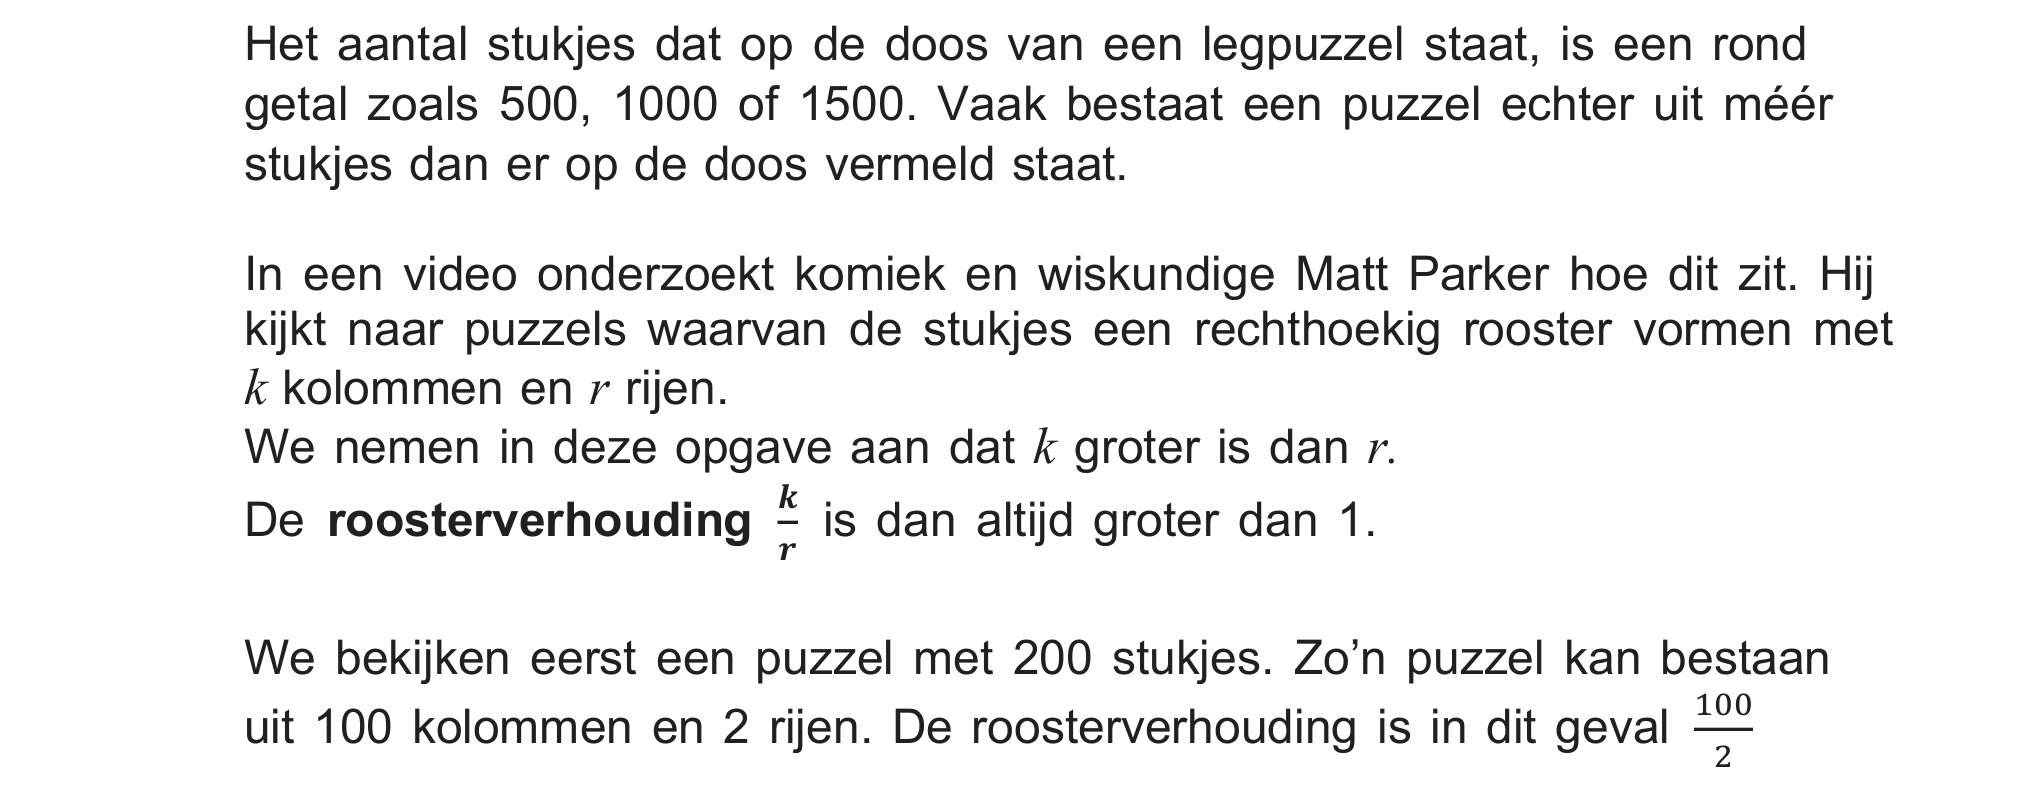 Het aantal stukjes dat op de doos van een legpuzzel staat, is een rond
getal zoals 500, 1000 of 1500. Vaak bestaat een puzzel echter uit méér
stukjes dan er op de doos vermeld staat.
In een video onderzoekt komiek en wiskundige Matt Parker hoe dit zit. Hij
kijkt naar puzzels waarvan de stukjes een rechthoekig rooster vormen met
k kolommen en r rijen.
We nemen in deze opgave aan dat k groter is dan r.
De roosterverhouding k/r is dan altijd groter dan 1.
We bekijken eerst een puzzel met 200 stukjes. Zo’n puzzel kan bestaan
uit 100 kolommen en 2 rijen. De roosterverhouding is in dit geval 100/2